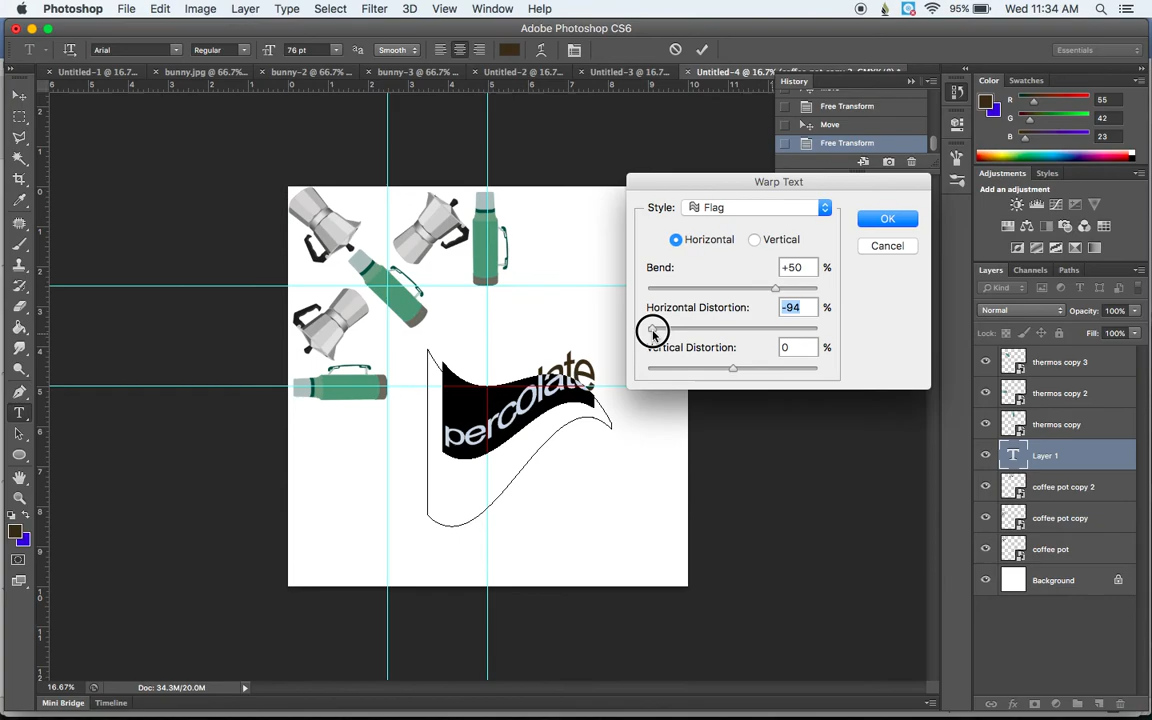 Photoshop File Edit Image Layer Type Select Filter 3D View Window Help 95% Wed 11:34 AM
Adobe Photoshop CS6
T Arial Regular 76 pt Smooth Essentials
Untitled-1 @ 16.7... bunny.jpg @ 66.7%... bunny-2 @ 66.7%... bunny-3 @ 66.7%... Untitled-2 @ 16.7... Untitled-3 @ 16.7... Untitled-4 @ 16.7%
History
Free Transform
Move
Free Transform
Color Swatches
R 55
G 42
B 23
Adjustments Styles
Add an adjustment
Warp Text
Style: Flag
OK
Horizontal Vertical
Cancel
Bend: +50 %
Horizontal Distortion: -94 %
Vertical Distortion: 0 %
percolate
Layers Channels Paths
Kind
Normal Opacity: 100%
Lock: Fill: 100%
thermos copy 3
thermos copy 2
thermos copy
T Layer 1
coffee pot copy 2
coffee pot copy
coffee pot
Background
16.67% Doc: 34.3M/20.0M
Mini Bridge Timeline